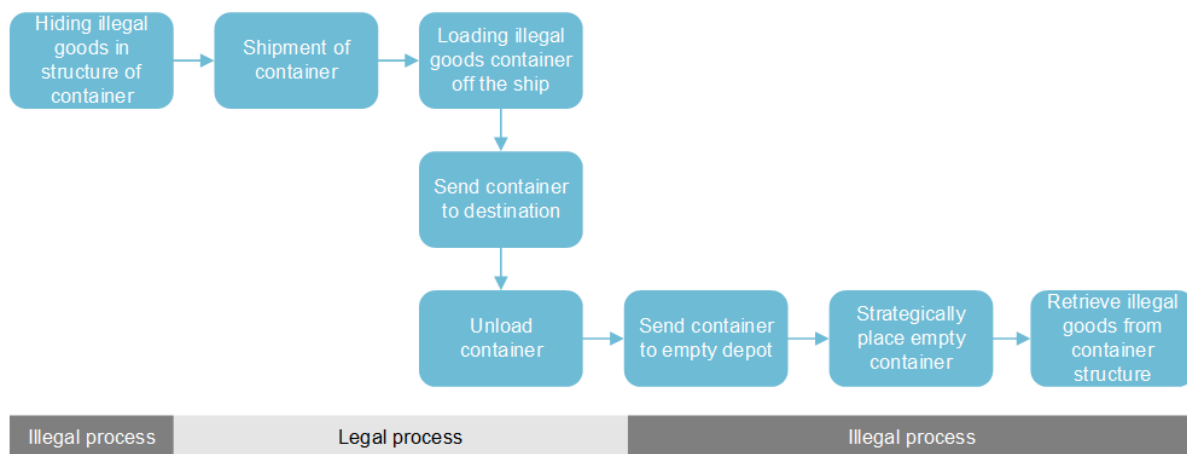 Hiding illegal
goods in
structure of
container
Shipment of
container
Loading illegal
goods container
off the ship
Send container
to destination
Unload
container
Send container
to empty depot
Strategically
place empty
container
Retrieve illegal
goods from
container
structure
Illegal process
Legal process
Illegal process